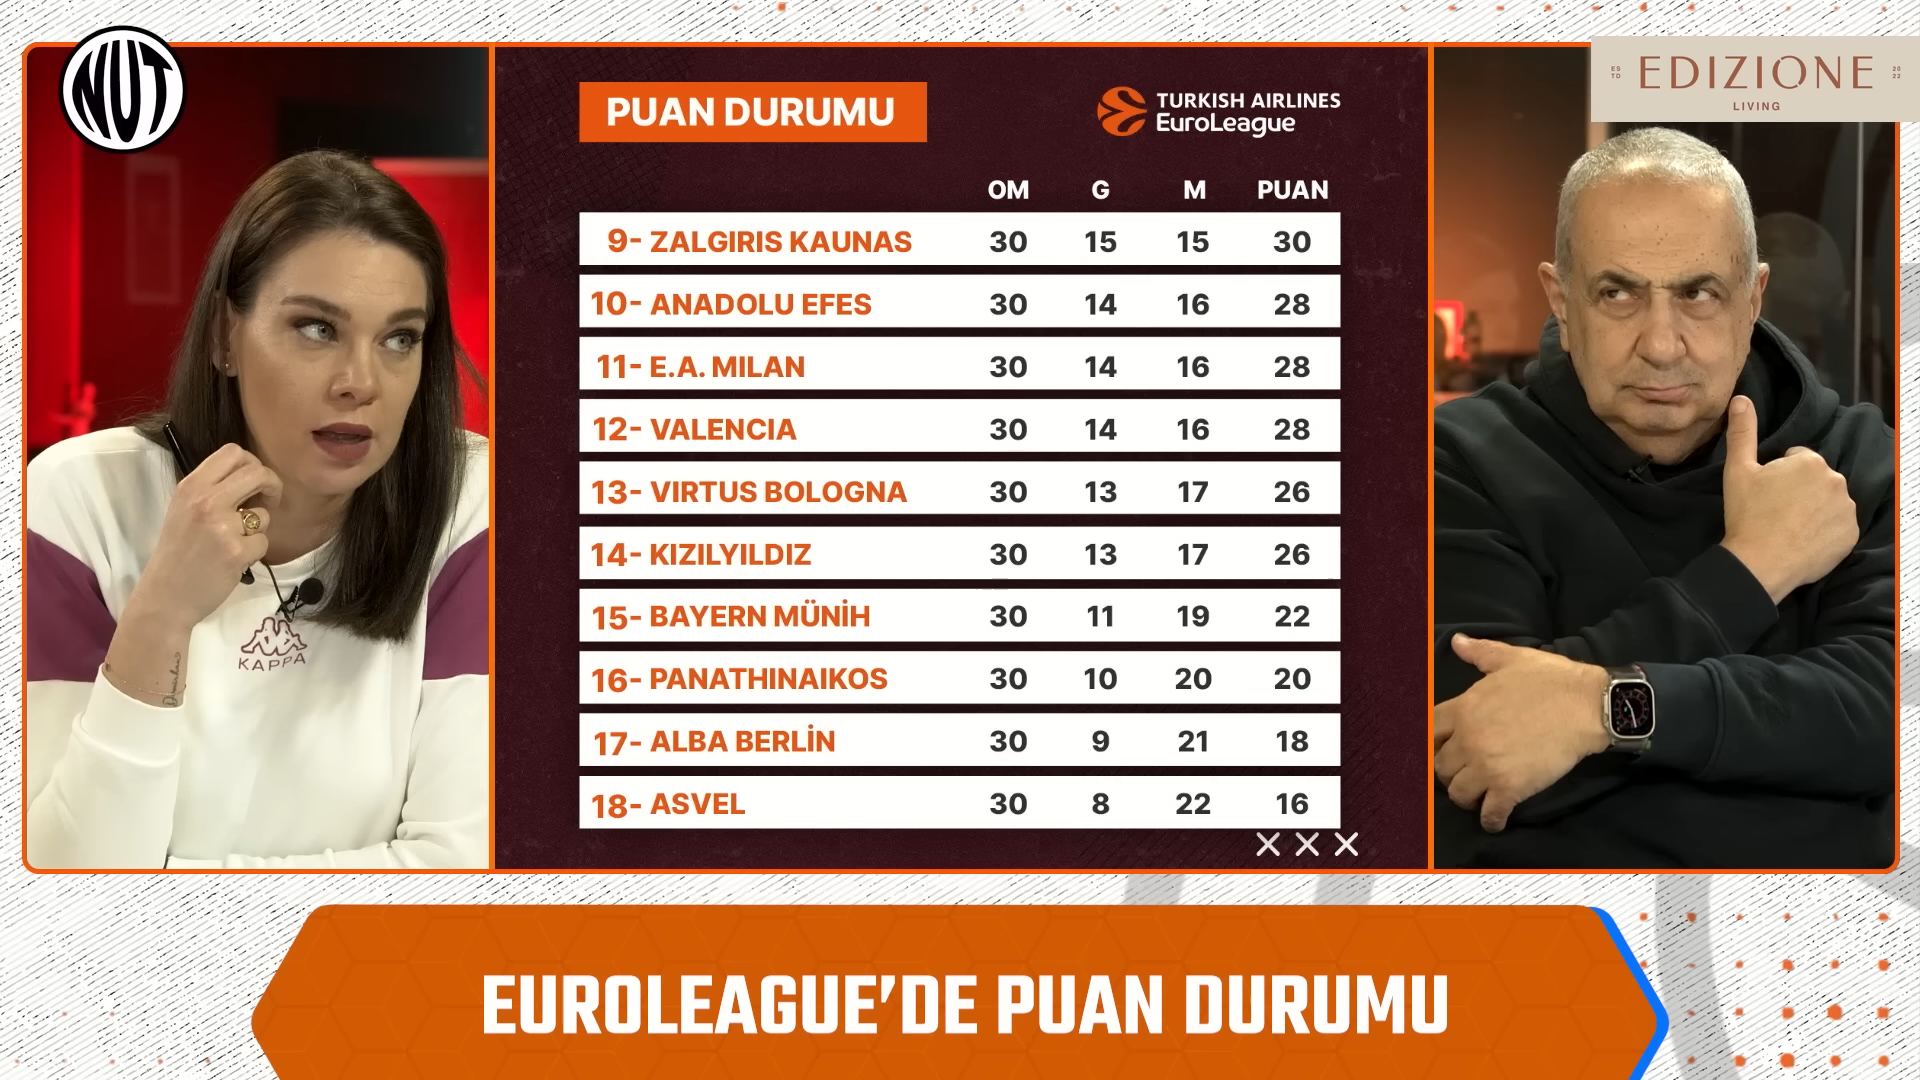 NUT
ES
TD
EDIZIONE
20
22
LIVING
PUAN DURUMU
TURKISH AIRLINES
EuroLeague
OM G M PUAN
9- ZALGIRIS KAUNAS 30 15 15 30
10- ANADOLU EFES 30 14 16 28
11- E.A. MILAN 30 14 16 28
12- VALENCIA 30 14 16 28
13- VIRTUS BOLOGNA 30 13 17 26
14- KIZILYILDIZ 30 13 17 26
15- BAYERN MÜNİH 30 11 19 22
16- PANATHINAIKOS 30 10 20 20
17- ALBA BERLİN 30 9 21 18
18- ASVEL 30 8 22 16
KAPPA
EUROLEAGUE'DE PUAN DURUMU